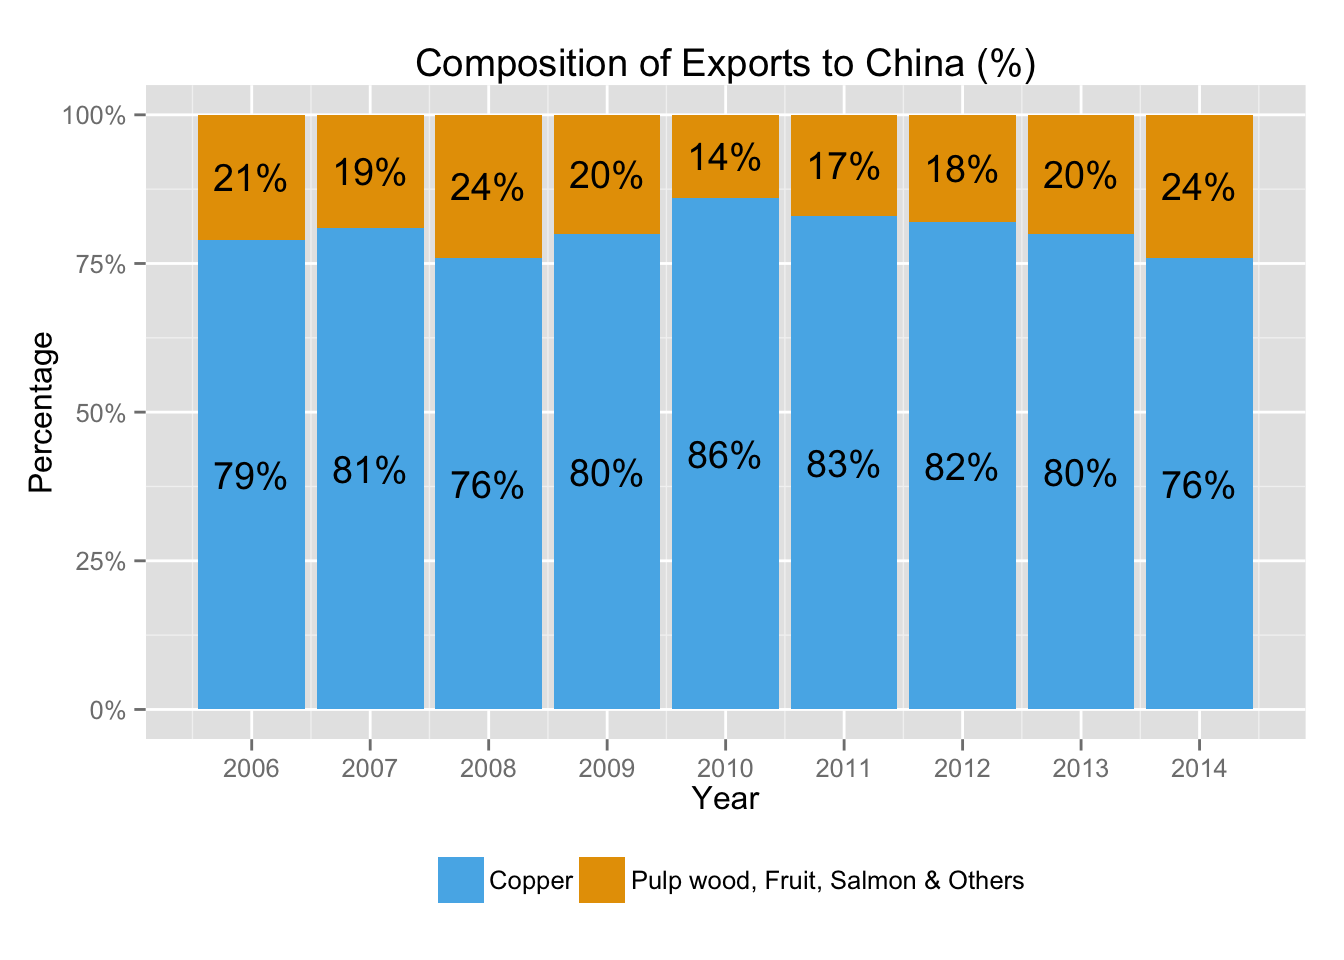 Composition of Exports to China (%)
100%
75%
50%
25%
0%
Percentage
21% 19% 24% 20% 14% 17% 18% 20% 24%
79% 81% 76% 80% 86% 83% 82% 80% 76%
2006 2007 2008 2009 2010 2011 2012 2013 2014
Year
Copper Pulp wood, Fruit, Salmon & Others